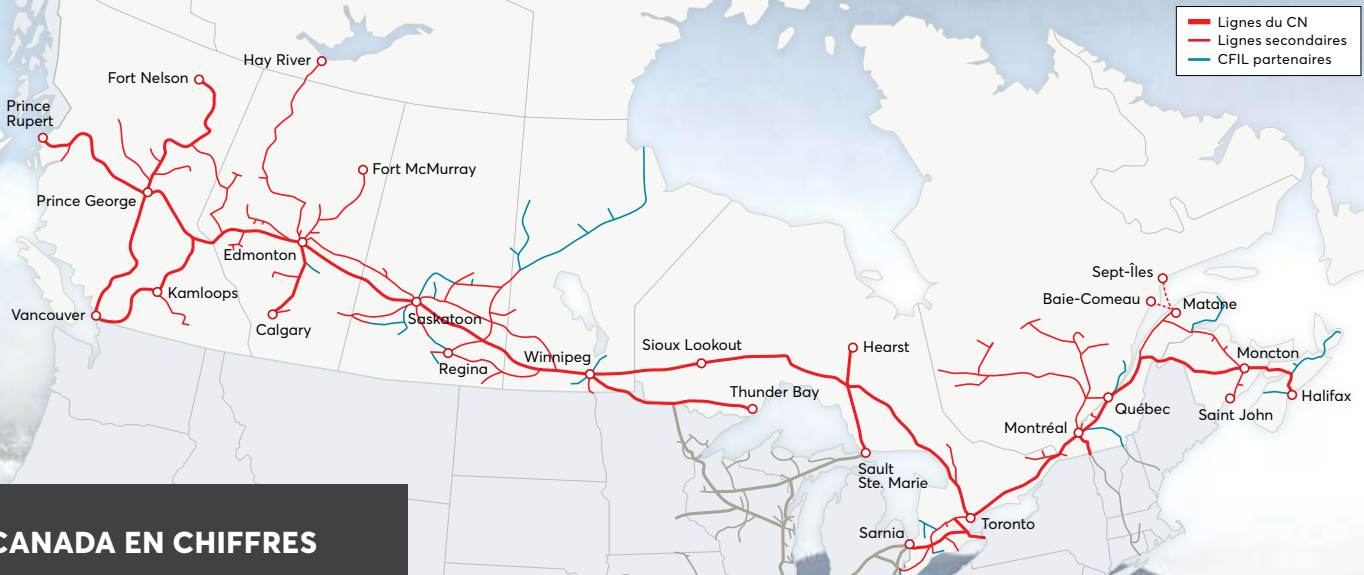 Lignes du CN
Lignes secondaires
CFIL partenaires
Hay River
Fort Nelson
Prince
Rupert
Fort McMurray
Prince George
Edmonton
Kamloops
Vancouver
Calgary
Saskatoon
Regina
Winnipeg
Sioux Lookout
Thunder Bay
Hearst
Sault
Ste. Marie
Sarnia
Toronto
Montréal
Québec
Sept-Îles
Baie-Comeau
Matane
Moncton
Saint John
Halifax
CANADA EN CHIFFRES